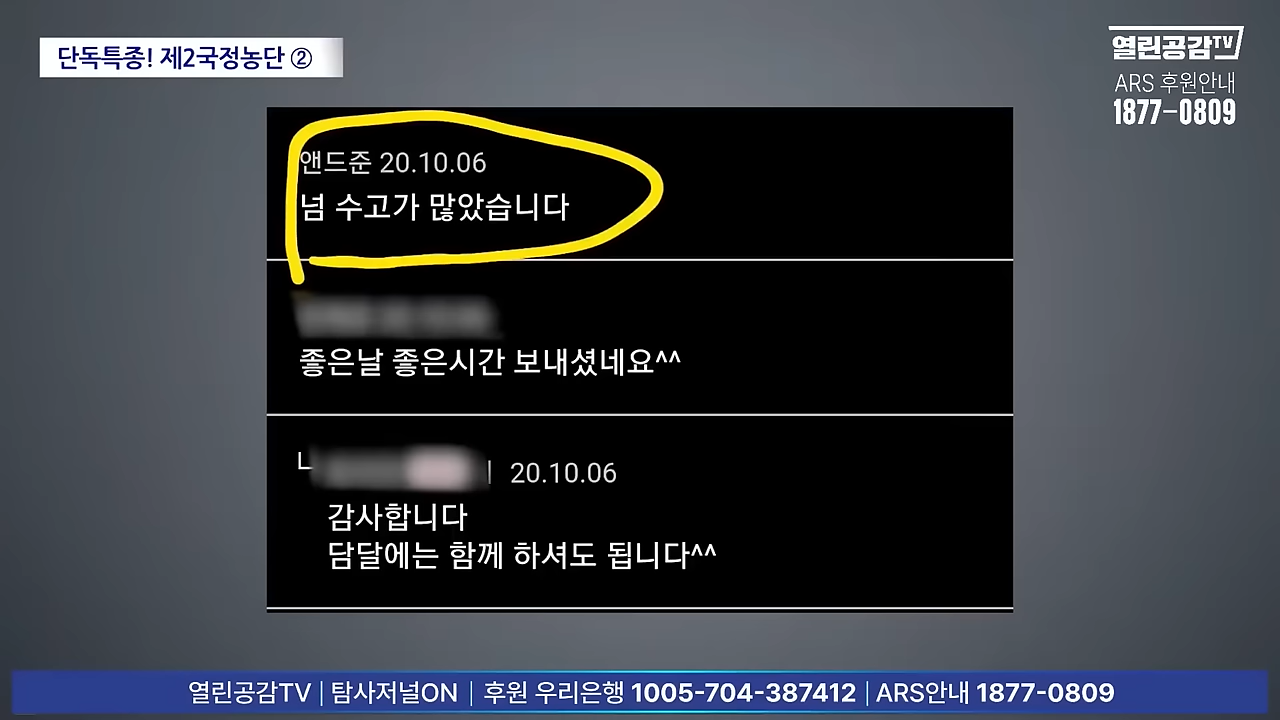 단독특종! 제2국정농단 ②
열린공감TV
ARS 후원안내
1877-0809
앤드준 20.10.06
넘 수고가 많았습니다
좋은날 좋은시간 보내셨네요^^
20.10.06
감사합니다
담달에는 함께 하셔도 됩니다^^
열린공감TV | 탐사저널ON | 후원 우리은행 1005-704-387412 | ARS안내 1877-0809